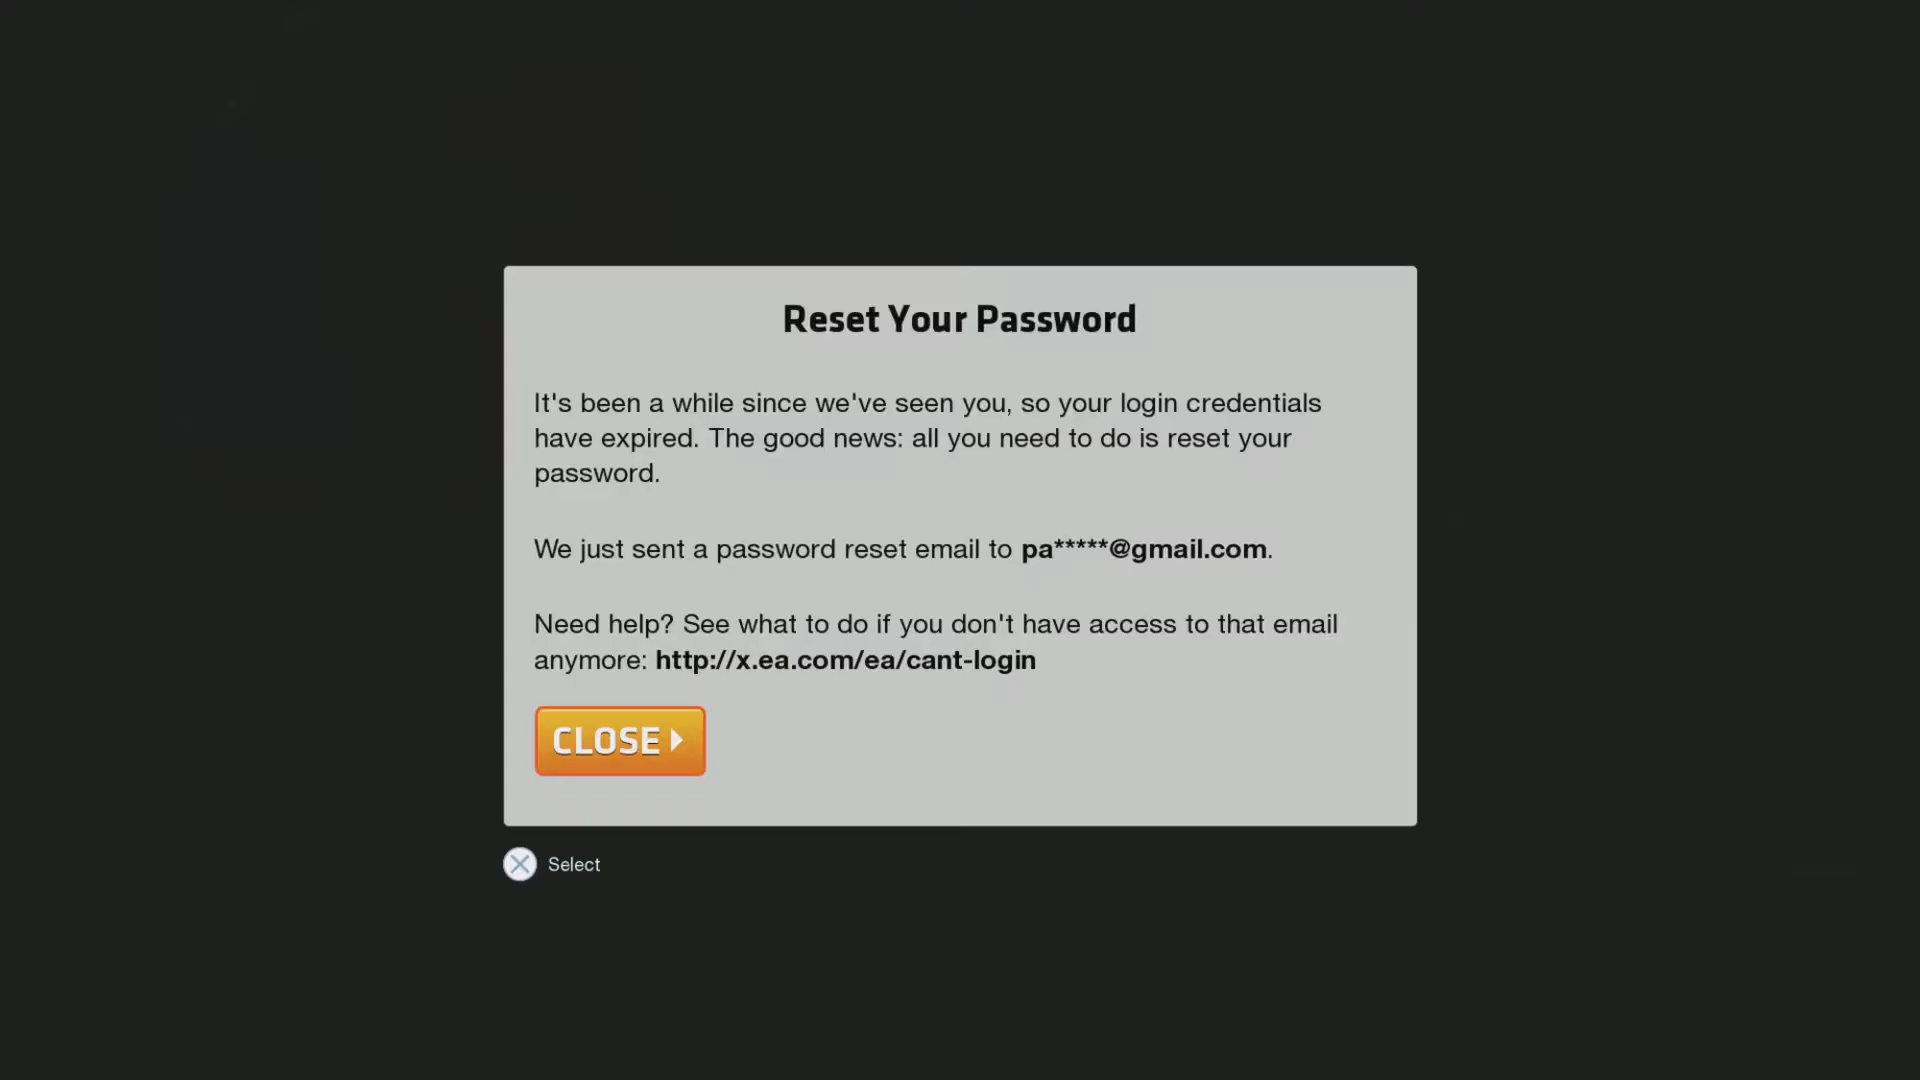 Reset Your Password
It's been a while since we've seen you, so your login credentials
have expired. The good news: all you need to do is reset your
password.
We just sent a password reset email to pa*****@gmail.com.
Need help? See what to do if you don't have access to that email
anymore: http://x.ea.com/ea/cant-login
CLOSE
Select